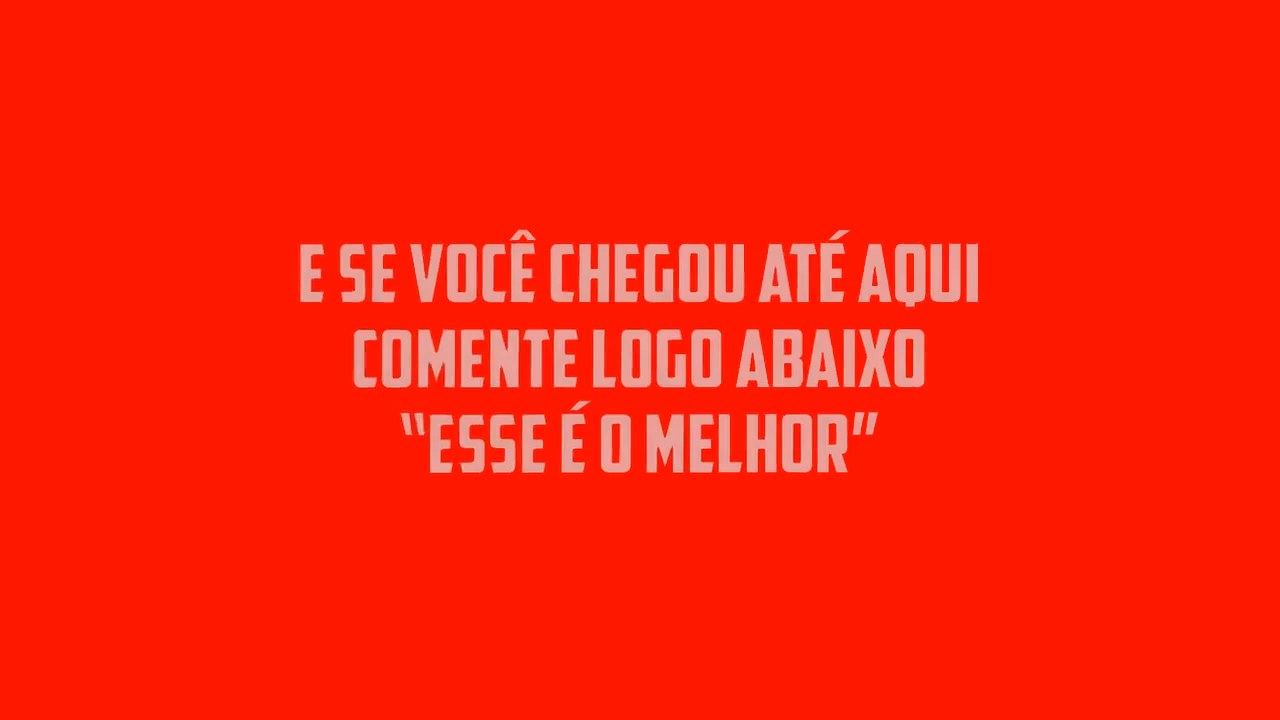 E SE VOCÊ CHEGOU ATÉ AQUI
COMENTE LOGO ABAIXO
“ESSE É O MELHOR”